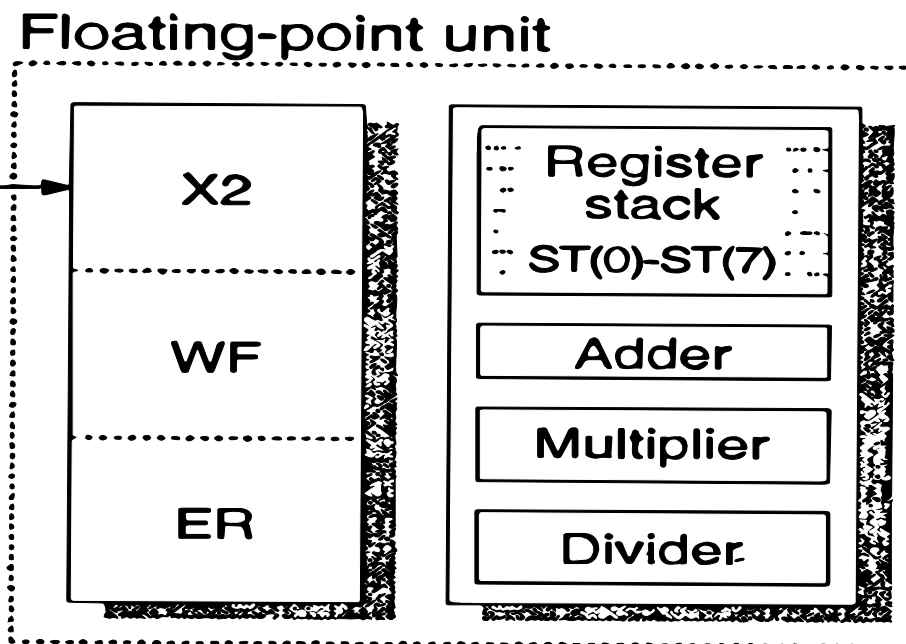 Floating-point unit
X2
WF
ER
Register
stack
ST(0)-ST(7)
Adder
Multiplier
Divider